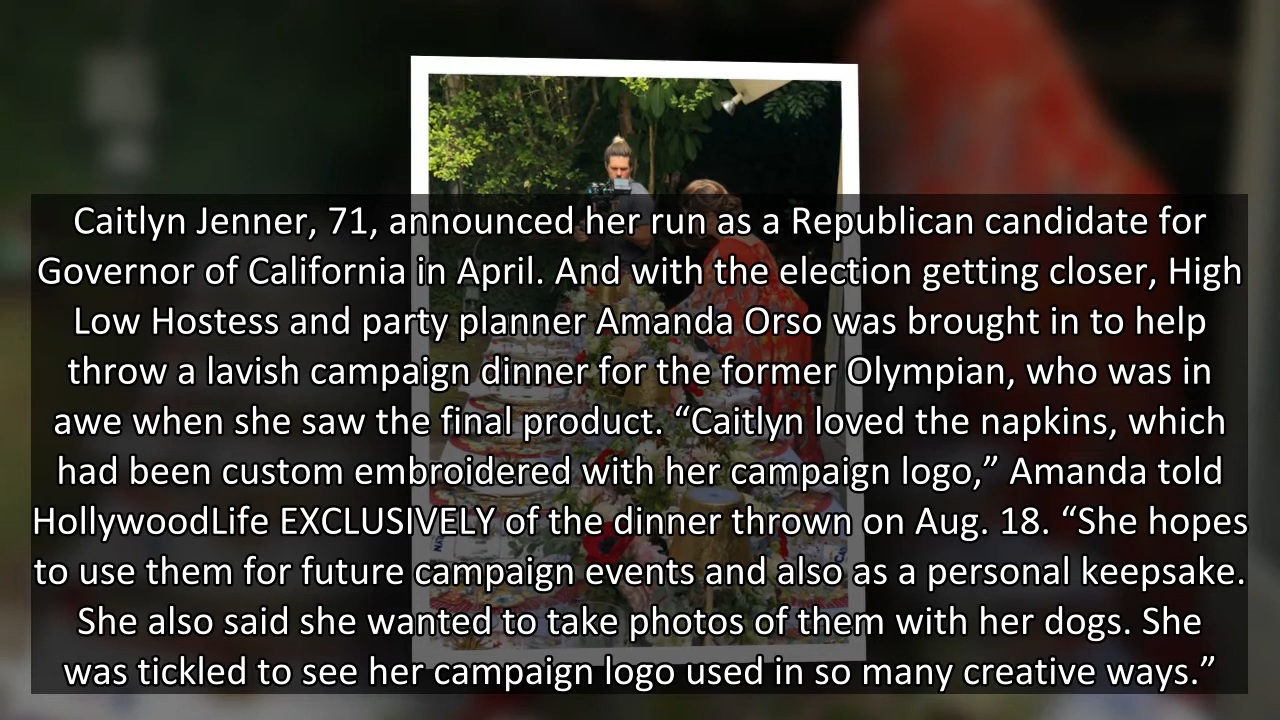 Caitlyn Jenner, 71, announced her run as a Republican candidate for
Governor of California in April. And with the election getting closer, High
Low Hostess and party planner Amanda Orso was brought in to help
throw a lavish campaign dinner for the former Olympian, who was in
awe when she saw the final product. “Caitlyn loved the napkins, which
had been custom embroidered with her campaign logo,” Amanda told
HollywoodLife EXCLUSIVELY of the dinner thrown on Aug. 18. “She hopes
to use them for future campaign events and also as a personal keepsake.
She also said she wanted to take photos of them with her dogs. She
was tickled to see her campaign logo used in so many creative ways.”